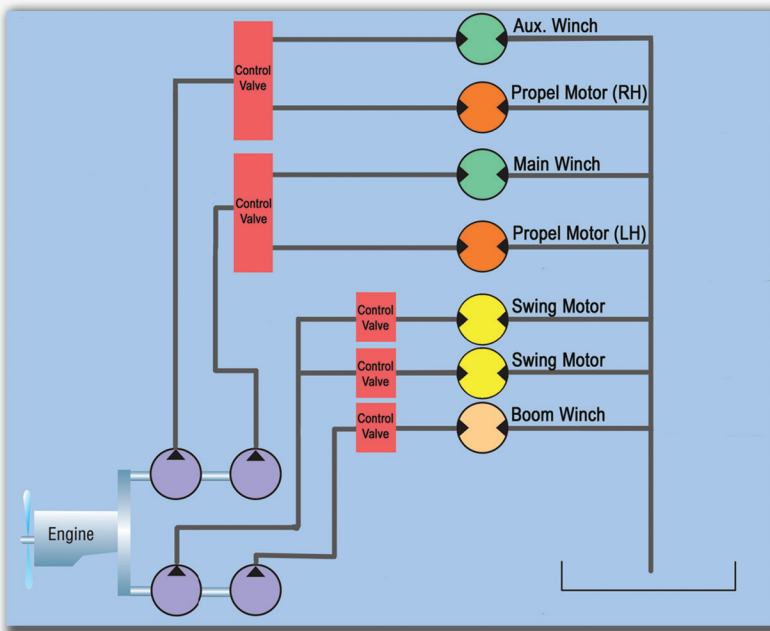 Aux. Winch
Control
Valve
Propel Motor (RH)
Main Winch
Control
Valve
Propel Motor (LH)
Swing Motor
Control
Valve
Swing Motor
Control
Valve
Boom Winch
Control
Valve
Engine